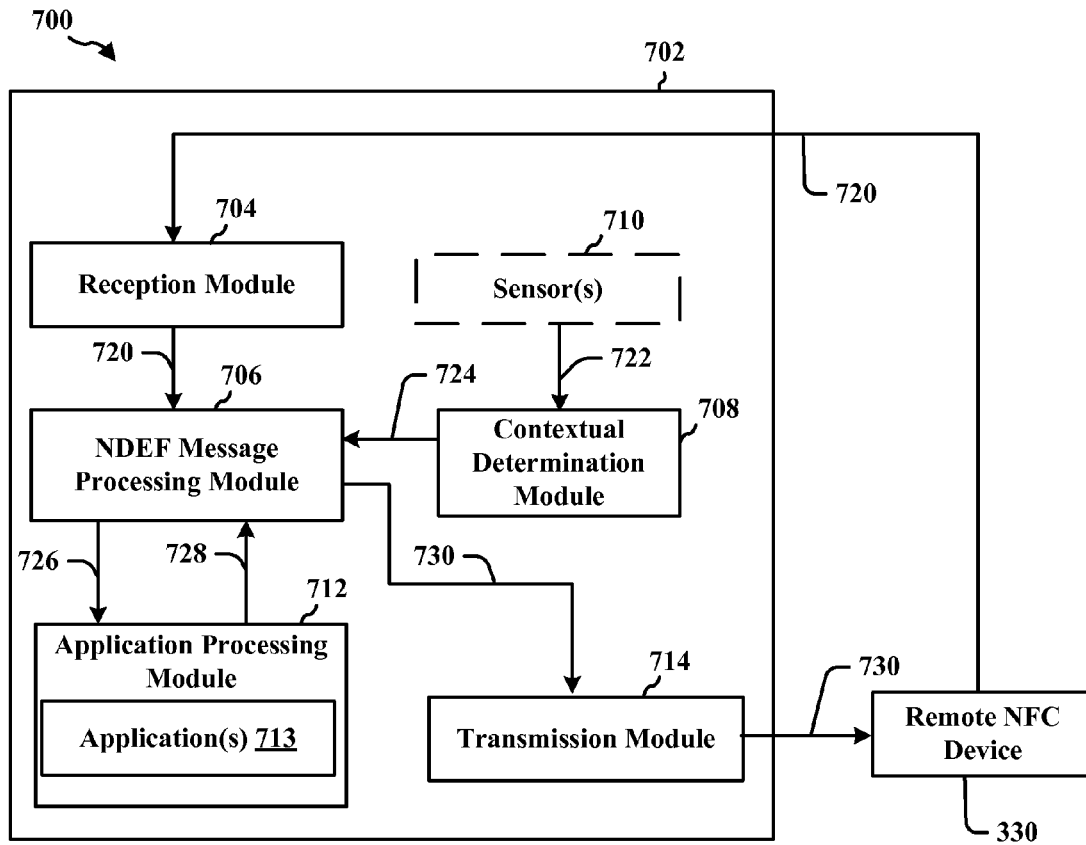 700
702
720
704
Reception Module
710
Sensor(s)
720
722
706
724
NDEF Message
Processing Module
Contextual
Determination
Module
708
726
728
730
712
Application Processing
Module
Application(s) 713
714
Transmission Module
730
Remote NFC
Device
330